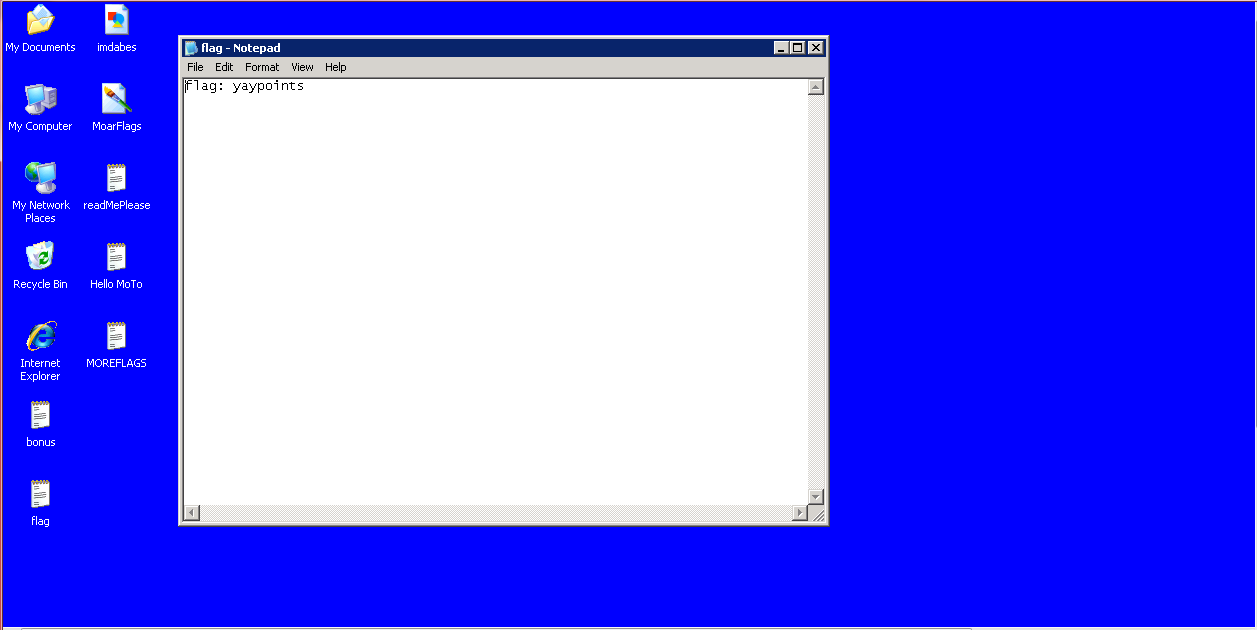 My Documents
imdabes
My Computer
MoarFlags
My Network
Places
readMePlease
Recycle Bin
Hello MoTo
Internet
Explorer
MOREFLAGS
bonus
flag
flag - Notepad
File Edit Format View Help
flag: yaypoints